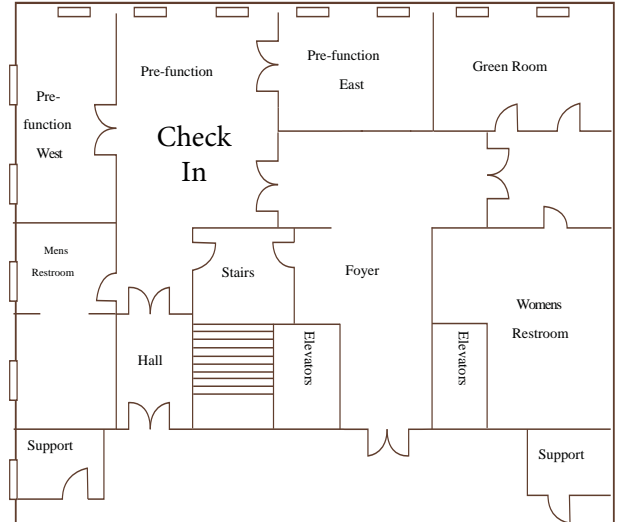 Pre-function
Pre-function
East
Green Room
Pre-
function
West
Check
In
Mens
Restroom
Stairs
Foyer
Womens
Restroom
Hall
Elevators
Elevators
Support
Support